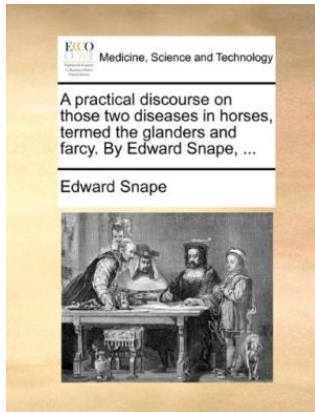 ECCO
Medicine, Science and Technology
A practical discourse on
those two diseases in horses,
termed the glanders and
farcy. By Edward Snape, ...
Edward Snape